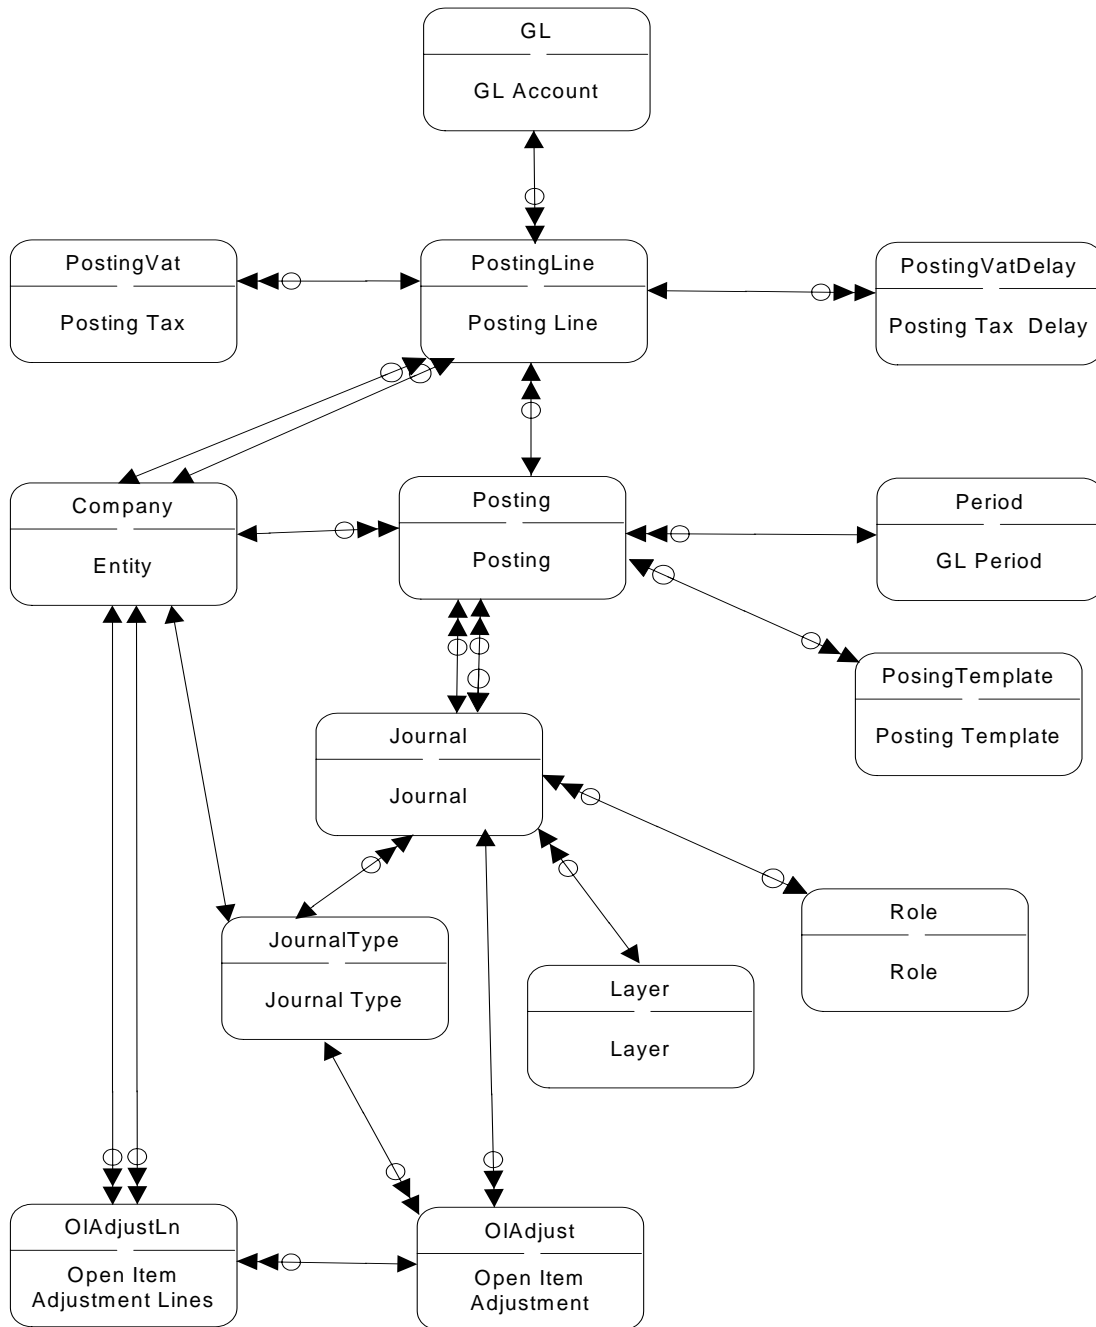 GL
GL Account
PostingVat
Posting Tax
PostingLine
Posting Line
PostingVatDelay
Posting Tax Delay
Company
Entity
Posting
Posting
Period
GL Period
PosingTemplate
Posting Template
Journal
Journal
JournalType
Journal Type
Layer
Layer
Role
Role
OIAdjustLn
Open Item
Adjustment Lines
OIAdjust
Open Item
Adjustment